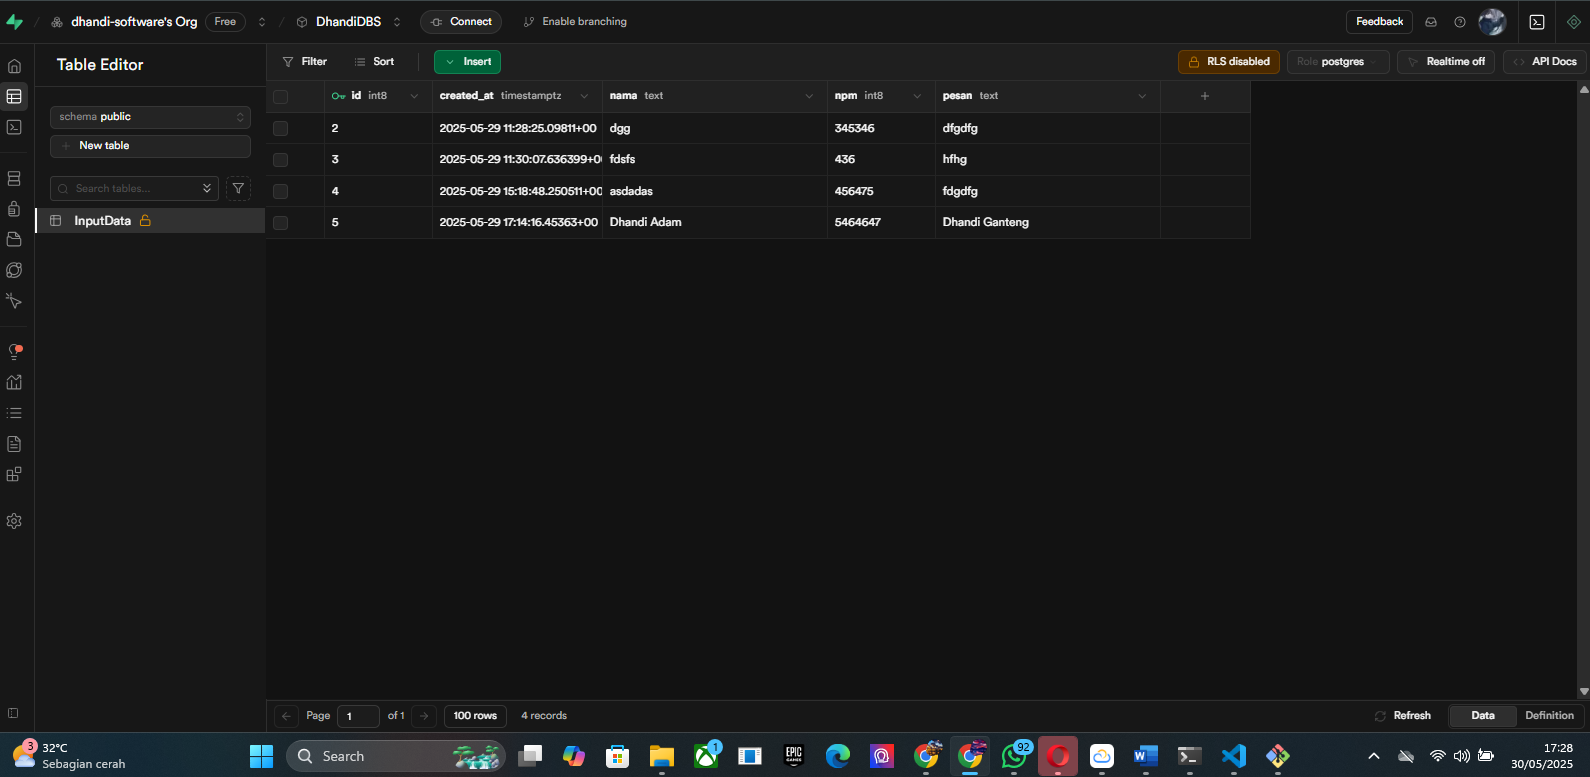 dhandi-software's Org Free DhandiDBS Connect Enable branching Feedback
Table Editor Filter Sort Insert RLS disabled Role postgres Realtime off API Docs
schema public
New table
Search tables...
InputData
id int8 created_at timestamptz nama text npm int8 pesan text
2 2025-05-29 11:28:25.09811+00 dgg 345346 dfgdfg
3 2025-05-29 11:30:07.636399+00 fdsfs 436 hfhg
4 2025-05-29 15:18:48.250511+00 asdadas 456475 fdgdfg
5 2025-05-29 17:14:16.45363+00 Dhandi Adam 5464647 Dhandi Ganteng
Page 1 of 1 100 rows 4 records Refresh Data Definition
3 32°C
Sebagian cerah
Search
EPIC
GAMES
1
92
17:28
30/05/2025